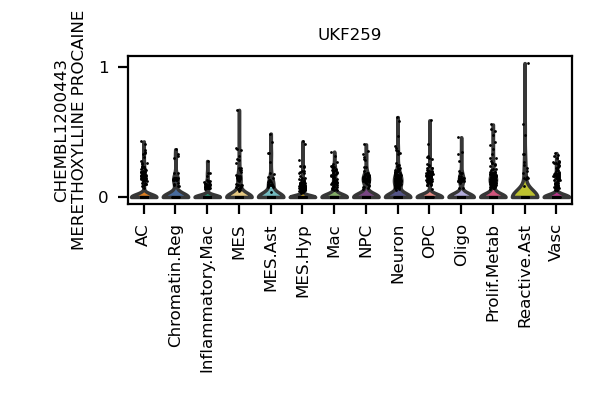 UKF259
CHEMBL1200443
MERETHOXYLLINE PROCAINE
1
0
AC
Chromatin.Reg
Inflammatory.Mac
MES
MES.Ast
MES.Hyp
Mac
NPC
Neuron
OPC
Oligo
Prolif.Metab
Reactive.Ast
Vasc